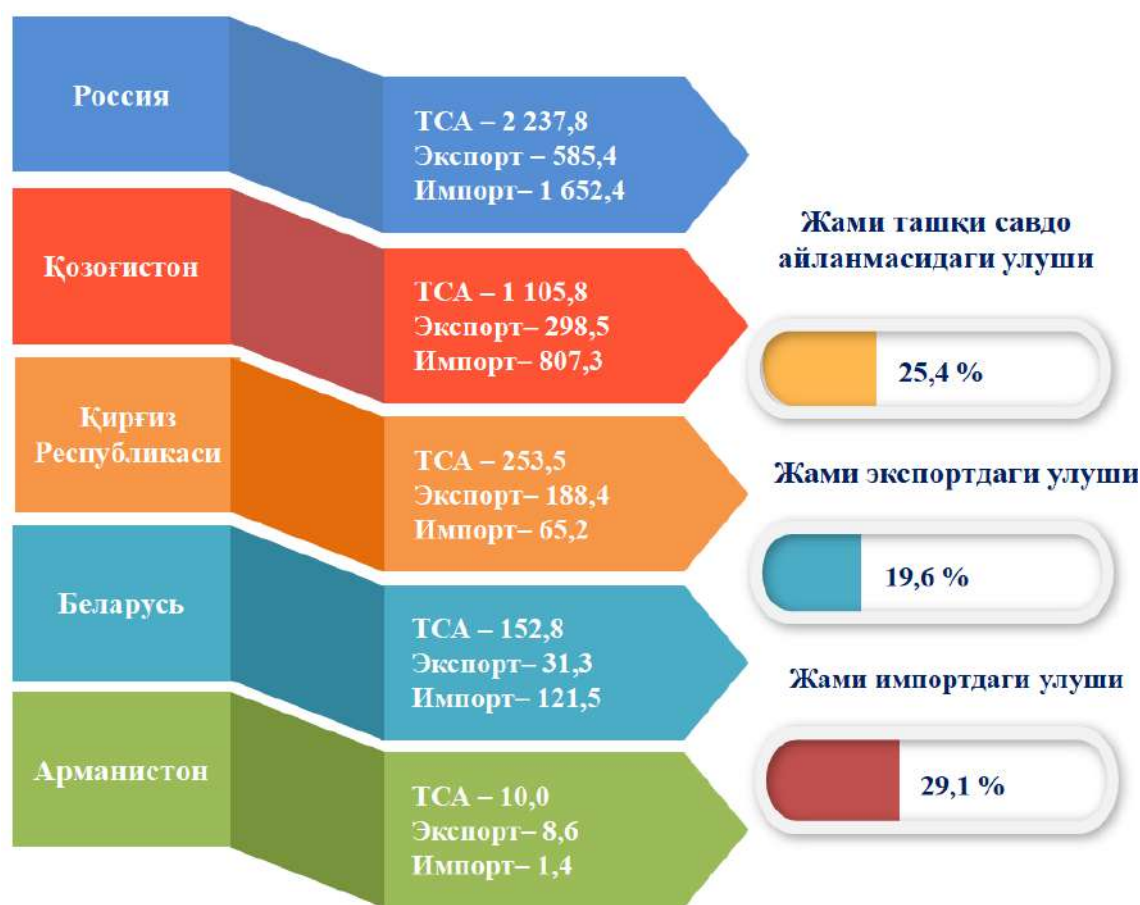 Россия
ТСА – 2 237,8
Экспорт – 585,4
Импорт– 1 652,4
Қозоғистон
ТСА – 1 105,8
Экспорт– 298,5
Импорт– 807,3
Қирғиз
Республикаси
ТСА – 253,5
Экспорт– 188,4
Импорт– 65,2
Беларусь
ТСА – 152,8
Экспорт– 31,3
Импорт– 121,5
Арманистон
ТСА – 10,0
Экспорт– 8,6
Импорт– 1,4
Жами ташқи савдо
айланмасидаги улуши
25,4 %
Жами экспортдаги улуши
19,6 %
Жами импортдаги улуши
29,1 %